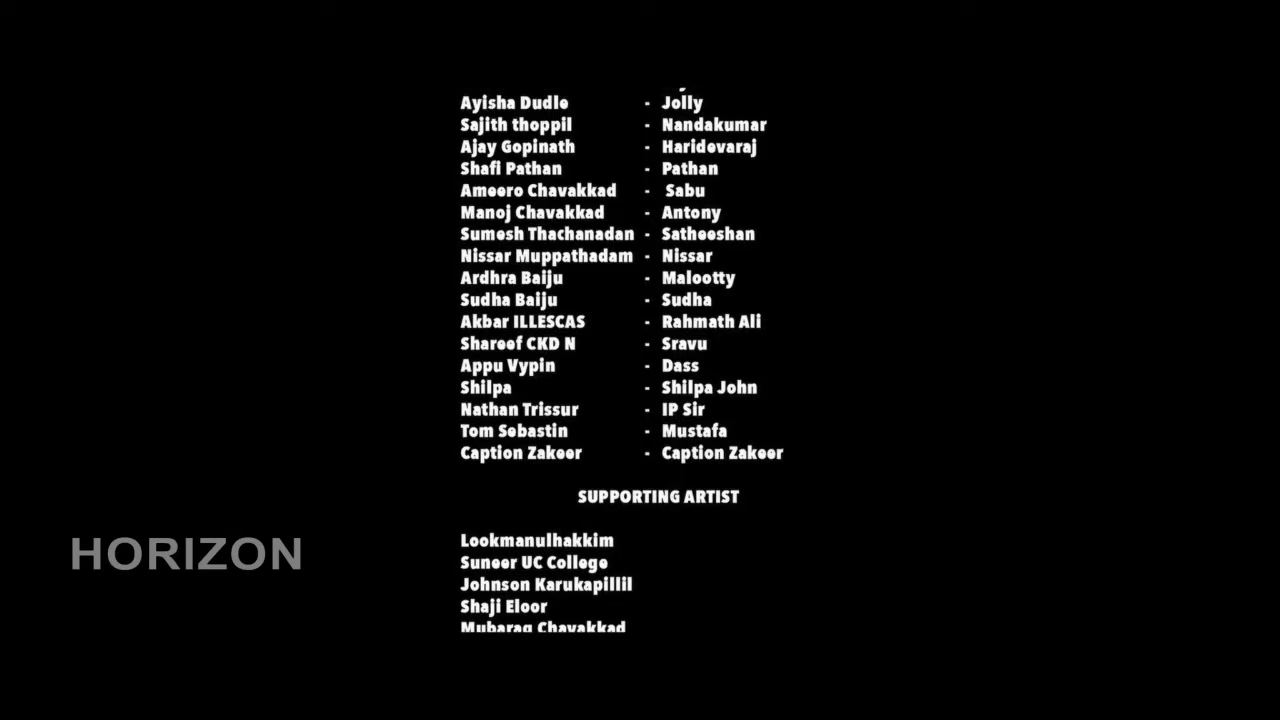 Ayisha Dudle - Jolly
Sajith thoppil - Nandakumar
Ajay Gopinath - Haridevaraj
Shafi Pathan - Pathan
Ameero Chavakkad - Sabu
Manoj Chavakkad - Antony
Sumesh Thachanadan - Satheeshan
Nissar Muppathadam - Nissar
Ardhra Baiju - Malootty
Sudha Baiju - Sudha
Akbar ILLESCAS - Rahmath Ali
Shareef CKD N - Sravu
Appu Vypin - Dass
Shilpa - Shilpa John
Nathan Trissur - IP Sir
Tom Sebastin - Mustafa
Caption Zakeer - Caption Zakeer
SUPPORTING ARTIST
Lookmanulhakkim
Suneer UC College
Johnson Karukapillil
Shaji Eloor
Mubaraq Chavakkad
HORIZON